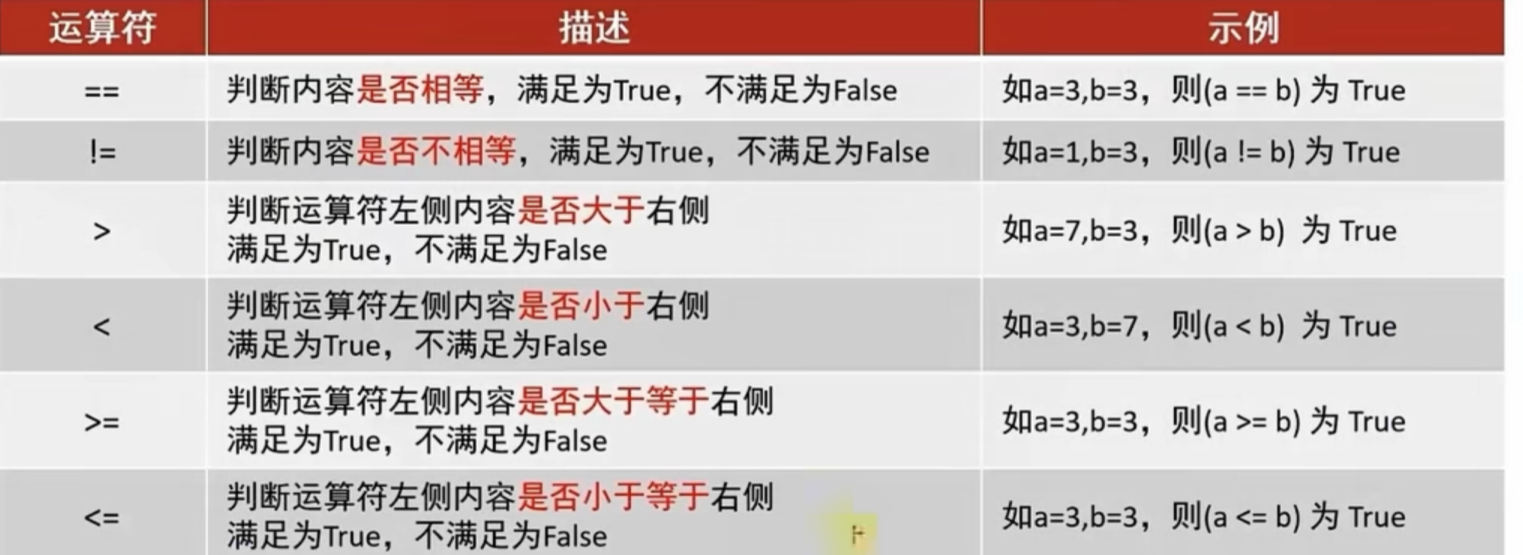 运算符 描述 示例
== 判断内容是否相等，满足为True，不满足为False 如a=3,b=3，则(a == b) 为 True
!= 判断内容是否不相等，满足为True，不满足为False 如a=1,b=3，则(a != b) 为 True
> 判断运算符左侧内容是否大于右侧
满足为True，不满足为False 如a=7,b=3，则(a > b) 为 True
< 判断运算符左侧内容是否小于右侧
满足为True，不满足为False 如a=3,b=7，则(a < b) 为 True
>= 判断运算符左侧内容是否大于等于右侧
满足为True，不满足为False 如a=3,b=3，则(a >= b) 为 True
<= 判断运算符左侧内容是否小于等于右侧
满足为True，不满足为False 如a=3,b=3，则(a <= b) 为 True